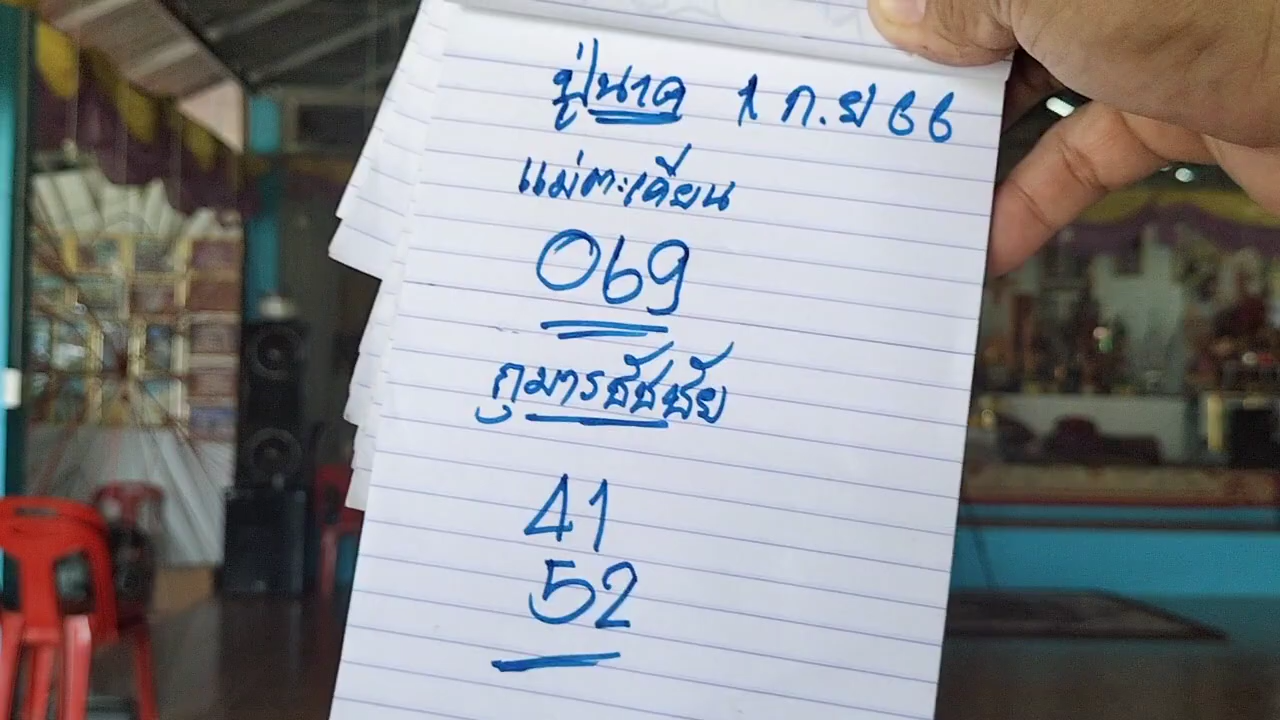 ปู่นาค 1 ก.ย 66
แม่ตะเคียน
069
กุมารชัชชัย
41
52